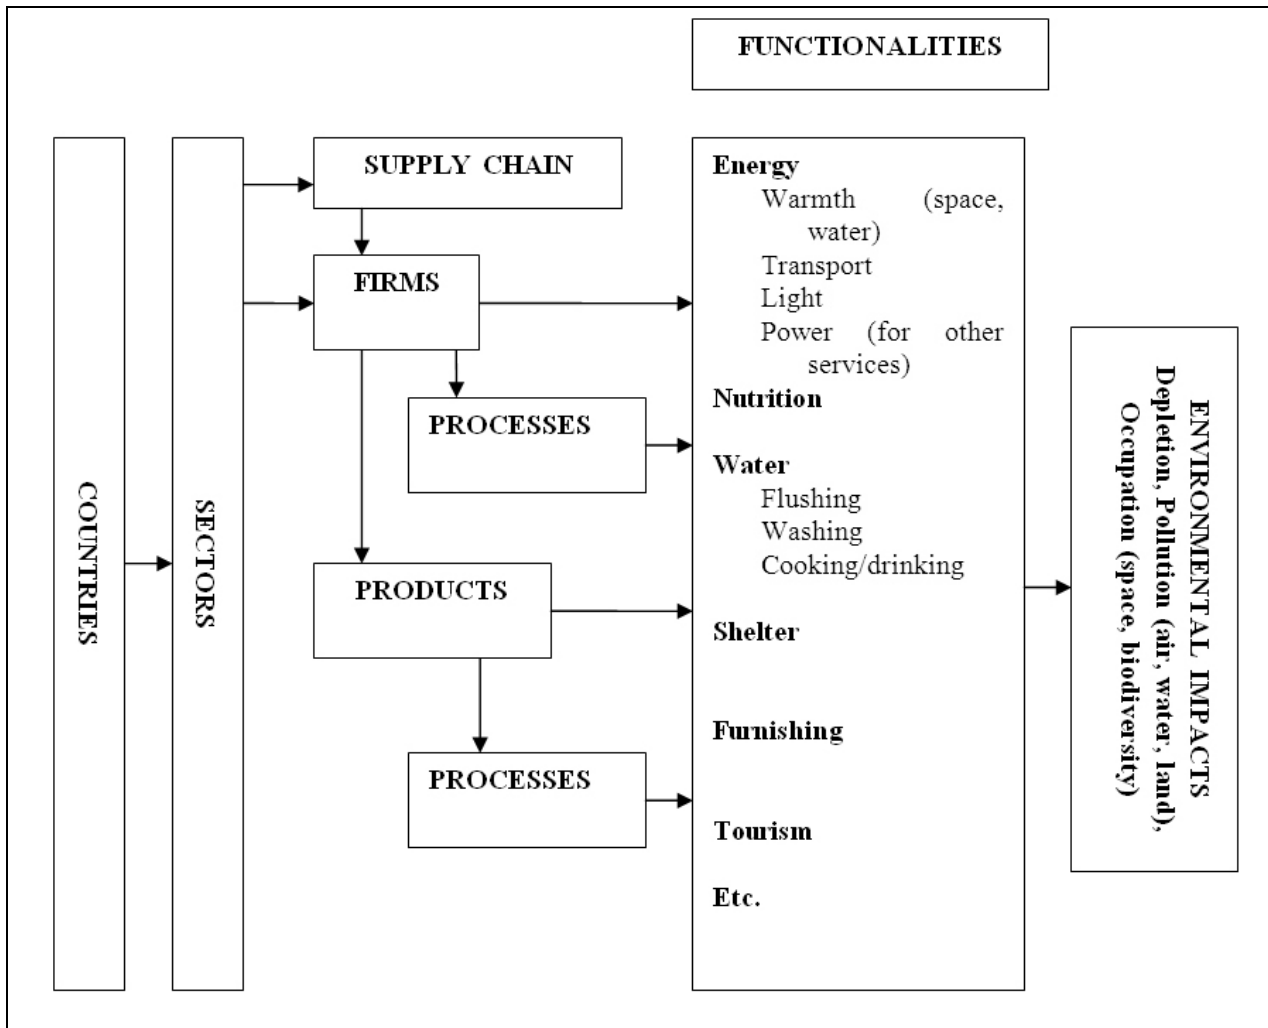 FUNCTIONALITIES
COUNTRIES
SECTORS
SUPPLY CHAIN
FIRMS
PROCESSES
PRODUCTS
PROCESSES
Energy
Warmth (space,
water)
Transport
Light
Power (for other
services)
Nutrition
Water
Flushing
Washing
Cooking/drinking
Shelter
Furnishing
Tourism
Etc.
ENVIRONMENTAL IMPACTS
Depletion, Pollution (air, water, land),
Occupation (space, biodiversity)